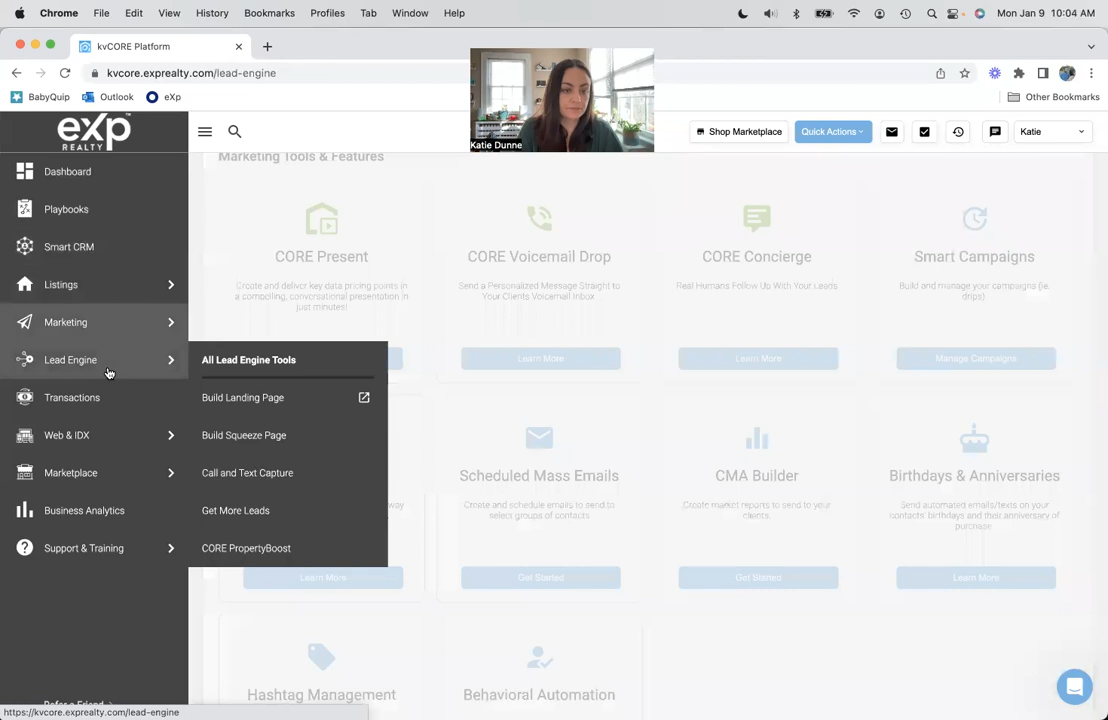 Chrome File Edit View History Bookmarks Profiles Tab Window Help Mon Jan 9 10:04 AM
kvCORE Platform
kvcore.exprealty.com/lead-engine
BabyQuip Outlook eXp Other Bookmarks
Katie Dunne
eXp
REALTY
Shop Marketplace Quick Actions Katie
Dashboard
Playbooks
Smart CRM
Listings
Marketing
Lead Engine
Transactions
Web & IDX
Marketplace
Business Analytics
Support & Training
Refer a Friend
All Lead Engine Tools
Build Landing Page
Build Squeeze Page
Call and Text Capture
Get More Leads
CORE PropertyBoost
Marketing Tools & Features
CORE Present
Create and deliver key data pricing points in
a compelling, conversational presentation in
just minutes!
CORE Voicemail Drop
Send a Personalized Message Straight to
Your Clients Voicemail Inbox
Learn More
CORE Concierge
Real Humans Follow Up With Your Leads
Learn More
Smart Campaigns
Build and manage your campaigns (ie.
drips)
Manage Campaigns
way
Learn More
Scheduled Mass Emails
Create and schedule emails to send to
select groups of contacts
Get Started
CMA Builder
Create market reports to send to your
clients.
Get Started
Birthdays & Anniversaries
Send automated emails/texts on your
contacts' birthdays and their anniversary of
purchase
Learn More
Hashtag Management
Behavioral Automation
https://kvcore.exprealty.com/lead-engine